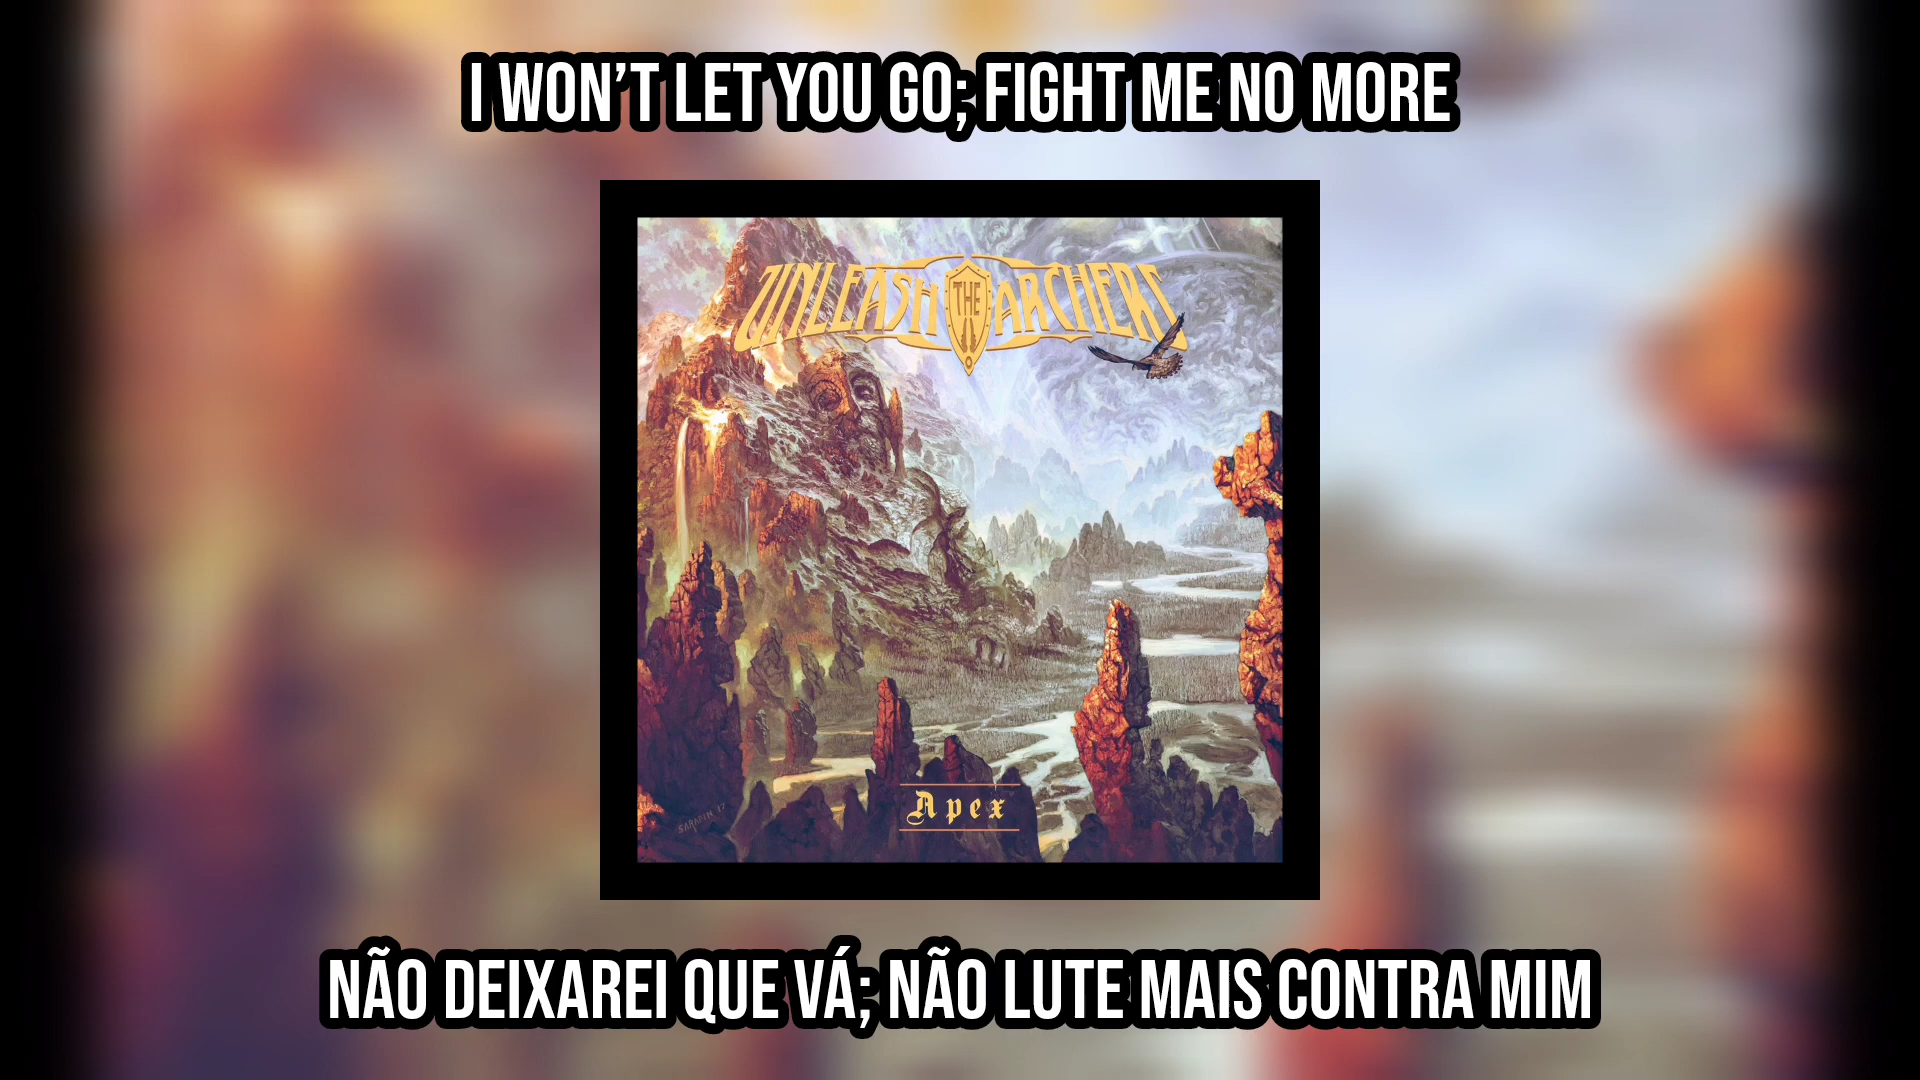 I WON’T LET YOU GO; FIGHT ME NO MORE
UNLEASH THE ARCHERS
Apex
SARAFIN 17
NÃO DEIXAREI QUE VÁ; NÃO LUTE MAIS CONTRA MIM